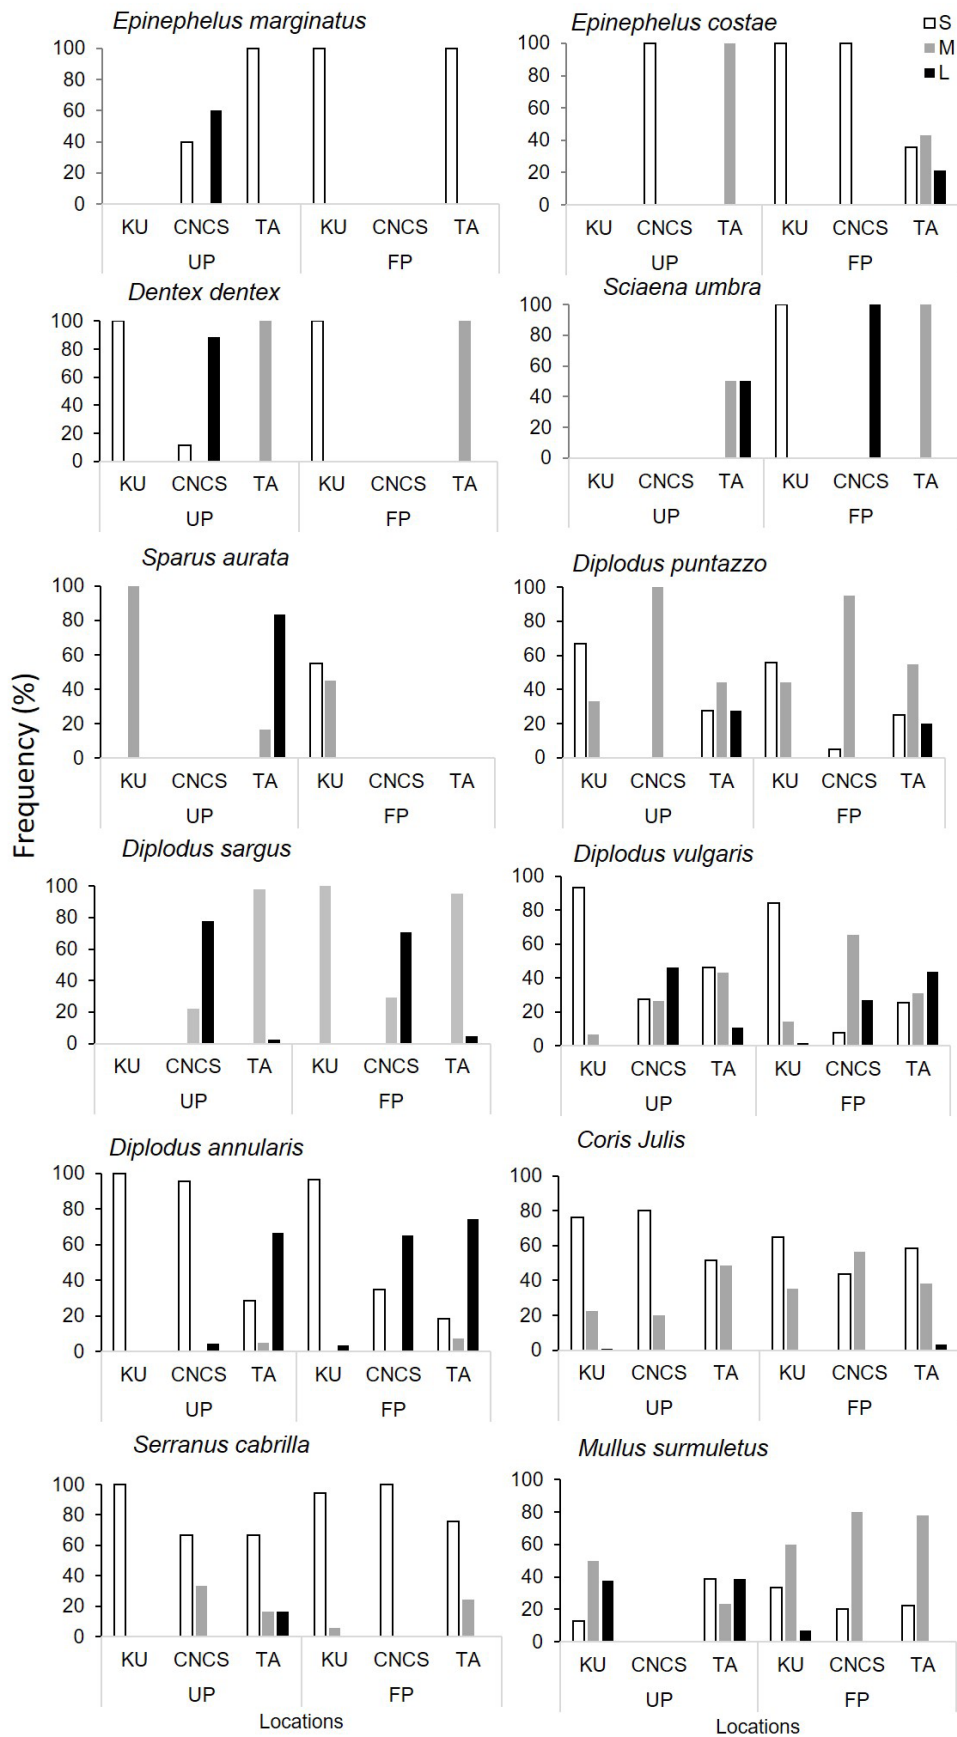 Epinephelus marginatus
100
80
60
40
20
0
KU CNCS TA KU CNCS TA
UP FP
Epinephelus costae
S
M
L
100
80
60
40
20
0
KU CNCS TA KU CNCS TA
UP FP
Dentex dentex
100
80
60
40
20
0
KU CNCS TA KU CNCS TA
UP FP
Sciaena umbra
100
80
60
40
20
0
KU CNCS TA KU CNCS TA
UP FP
Frequency (%)
Sparus aurata
100
80
60
40
20
0
KU CNCS TA KU CNCS TA
UP FP
Diplodus puntazzo
100
80
60
40
20
0
KU CNCS TA KU CNCS TA
UP FP
Diplodus sargus
100
80
60
40
20
0
KU CNCS TA KU CNCS TA
UP FP
Diplodus vulgaris
100
80
60
40
20
0
KU CNCS TA KU CNCS TA
UP FP
Diplodus annularis
100
80
60
40
20
0
KU CNCS TA KU CNCS TA
UP FP
Coris Julis
100
80
60
40
20
0
KU CNCS TA KU CNCS TA
UP FP
Serranus cabrilla
100
80
60
40
20
0
KU CNCS TA KU CNCS TA
UP FP
Locations
Mullus surmuletus
100
80
60
40
20
0
KU CNCS TA KU CNCS TA
UP FP
Locations